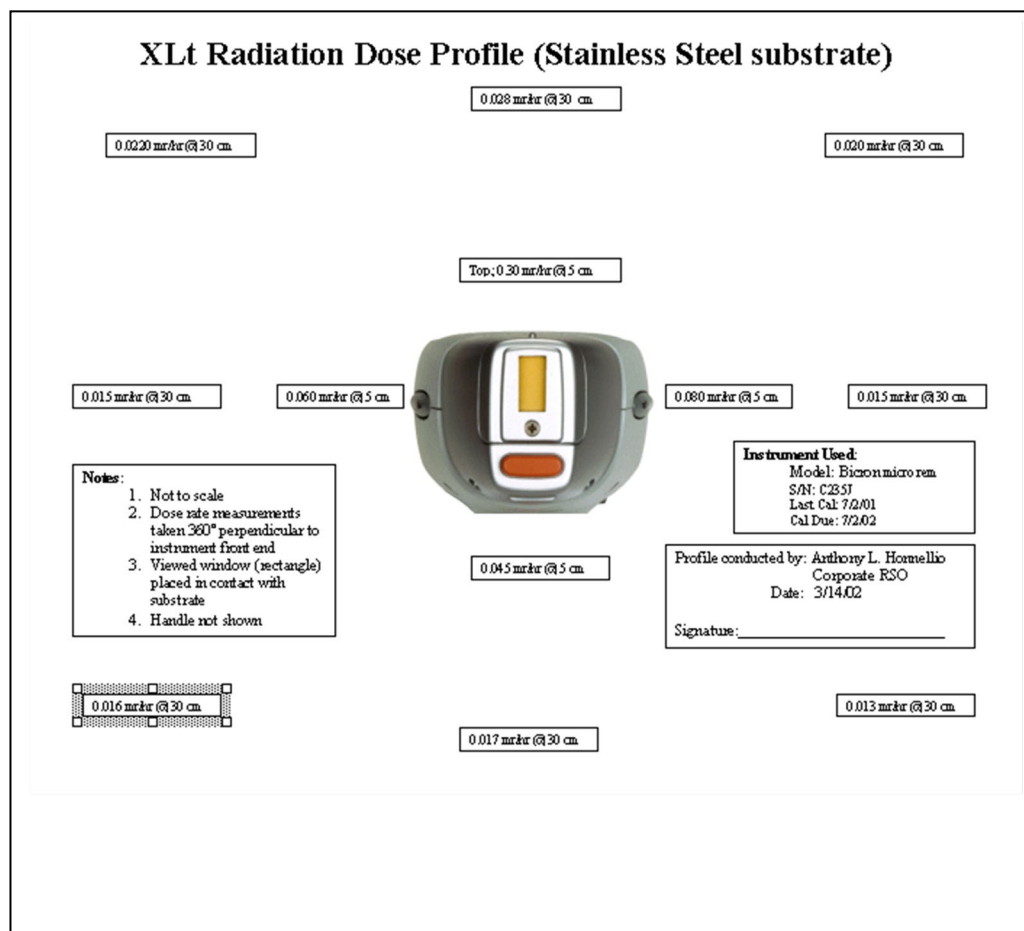 XLt Radiation Dose Profile (Stainless Steel substrate)
0.028 mr/hr @ 30 cm
0.0220 mr/hr @ 30 cm
0.020 mr/hr @ 30 cm
Top; 0.30 mr/hr @ 5 cm
0.015 mr/hr @ 30 cm
0.060 mr/hr @ 5 cm
0.080 mr/hr @ 5 cm
0.015 mr/hr @ 30 cm
Notes:
1. Not to scale
2. Dose rate measurements
taken 360° perpendicular to
instrument front end
3. Viewed window (rectangle)
placed in contact with
substrate
4. Handle not shown
Instrument Used:
Model: Bicron micro rem
S/N: C235J
Last Cal: 7/2/01
Cal Due: 7/2/02
Profile conducted by: Anthony L. Honnellio
Corporate RSO
Date: 3/14/02
Signature:
0.045 mr/hr @ 5 cm
0.016 mr/hr @ 30 cm
0.013 mr/hr @ 30 cm
0.017 mr/hr @ 30 cm